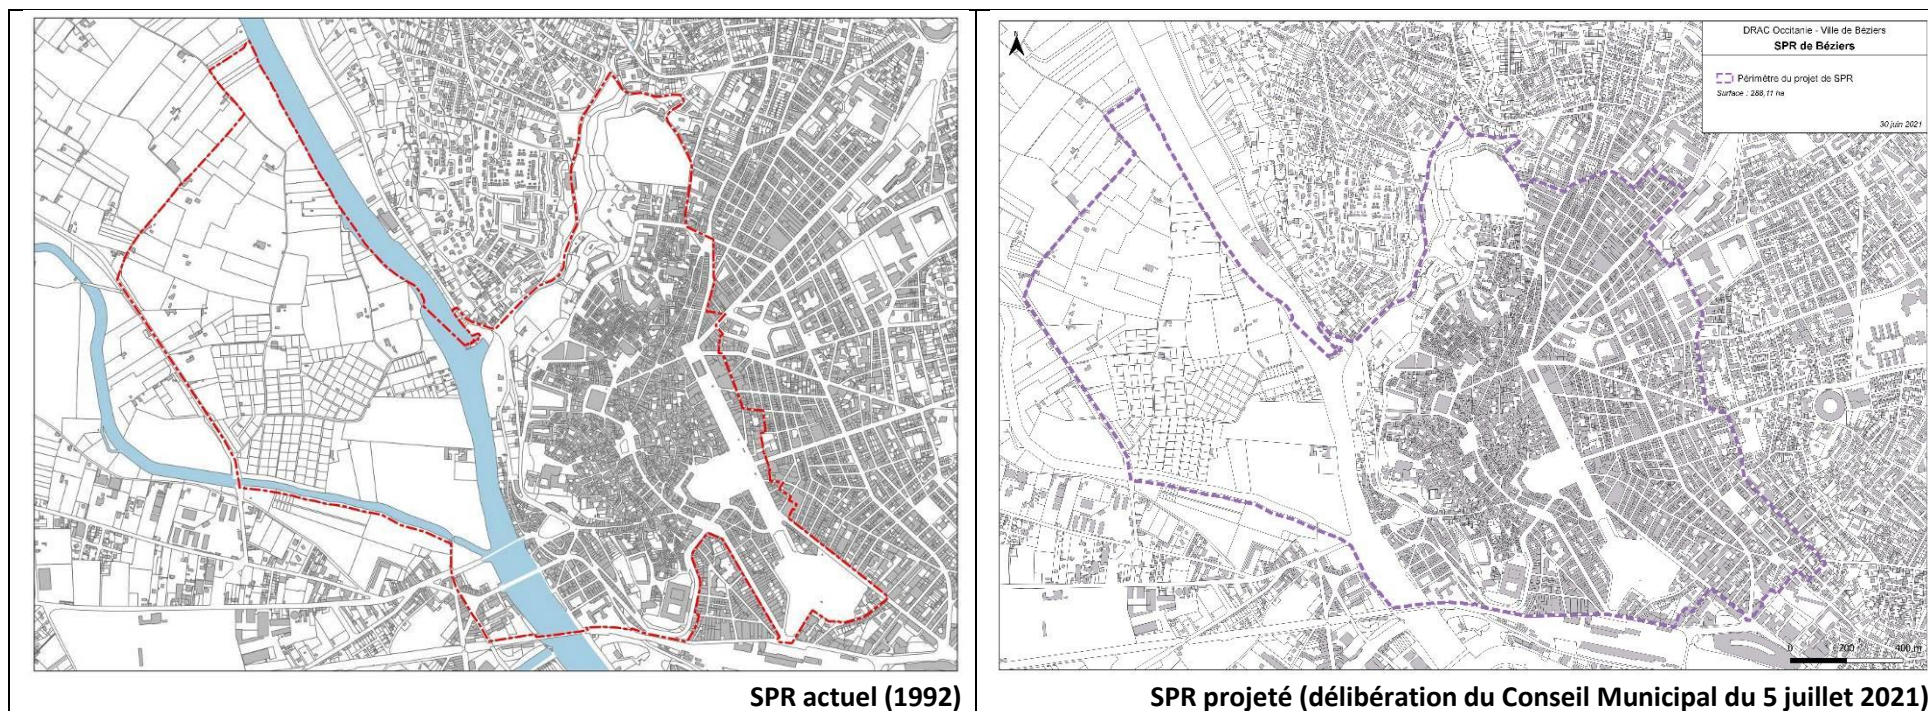 SPR actuel (1992)
N
DRAC Occitanie - Ville de Béziers
SPR de Béziers
Périmètre du projet de SPR
Surface : 288,11 ha
30 juin 2021
0 200 400 m
SPR projeté (délibération du Conseil Municipal du 5 juillet 2021)